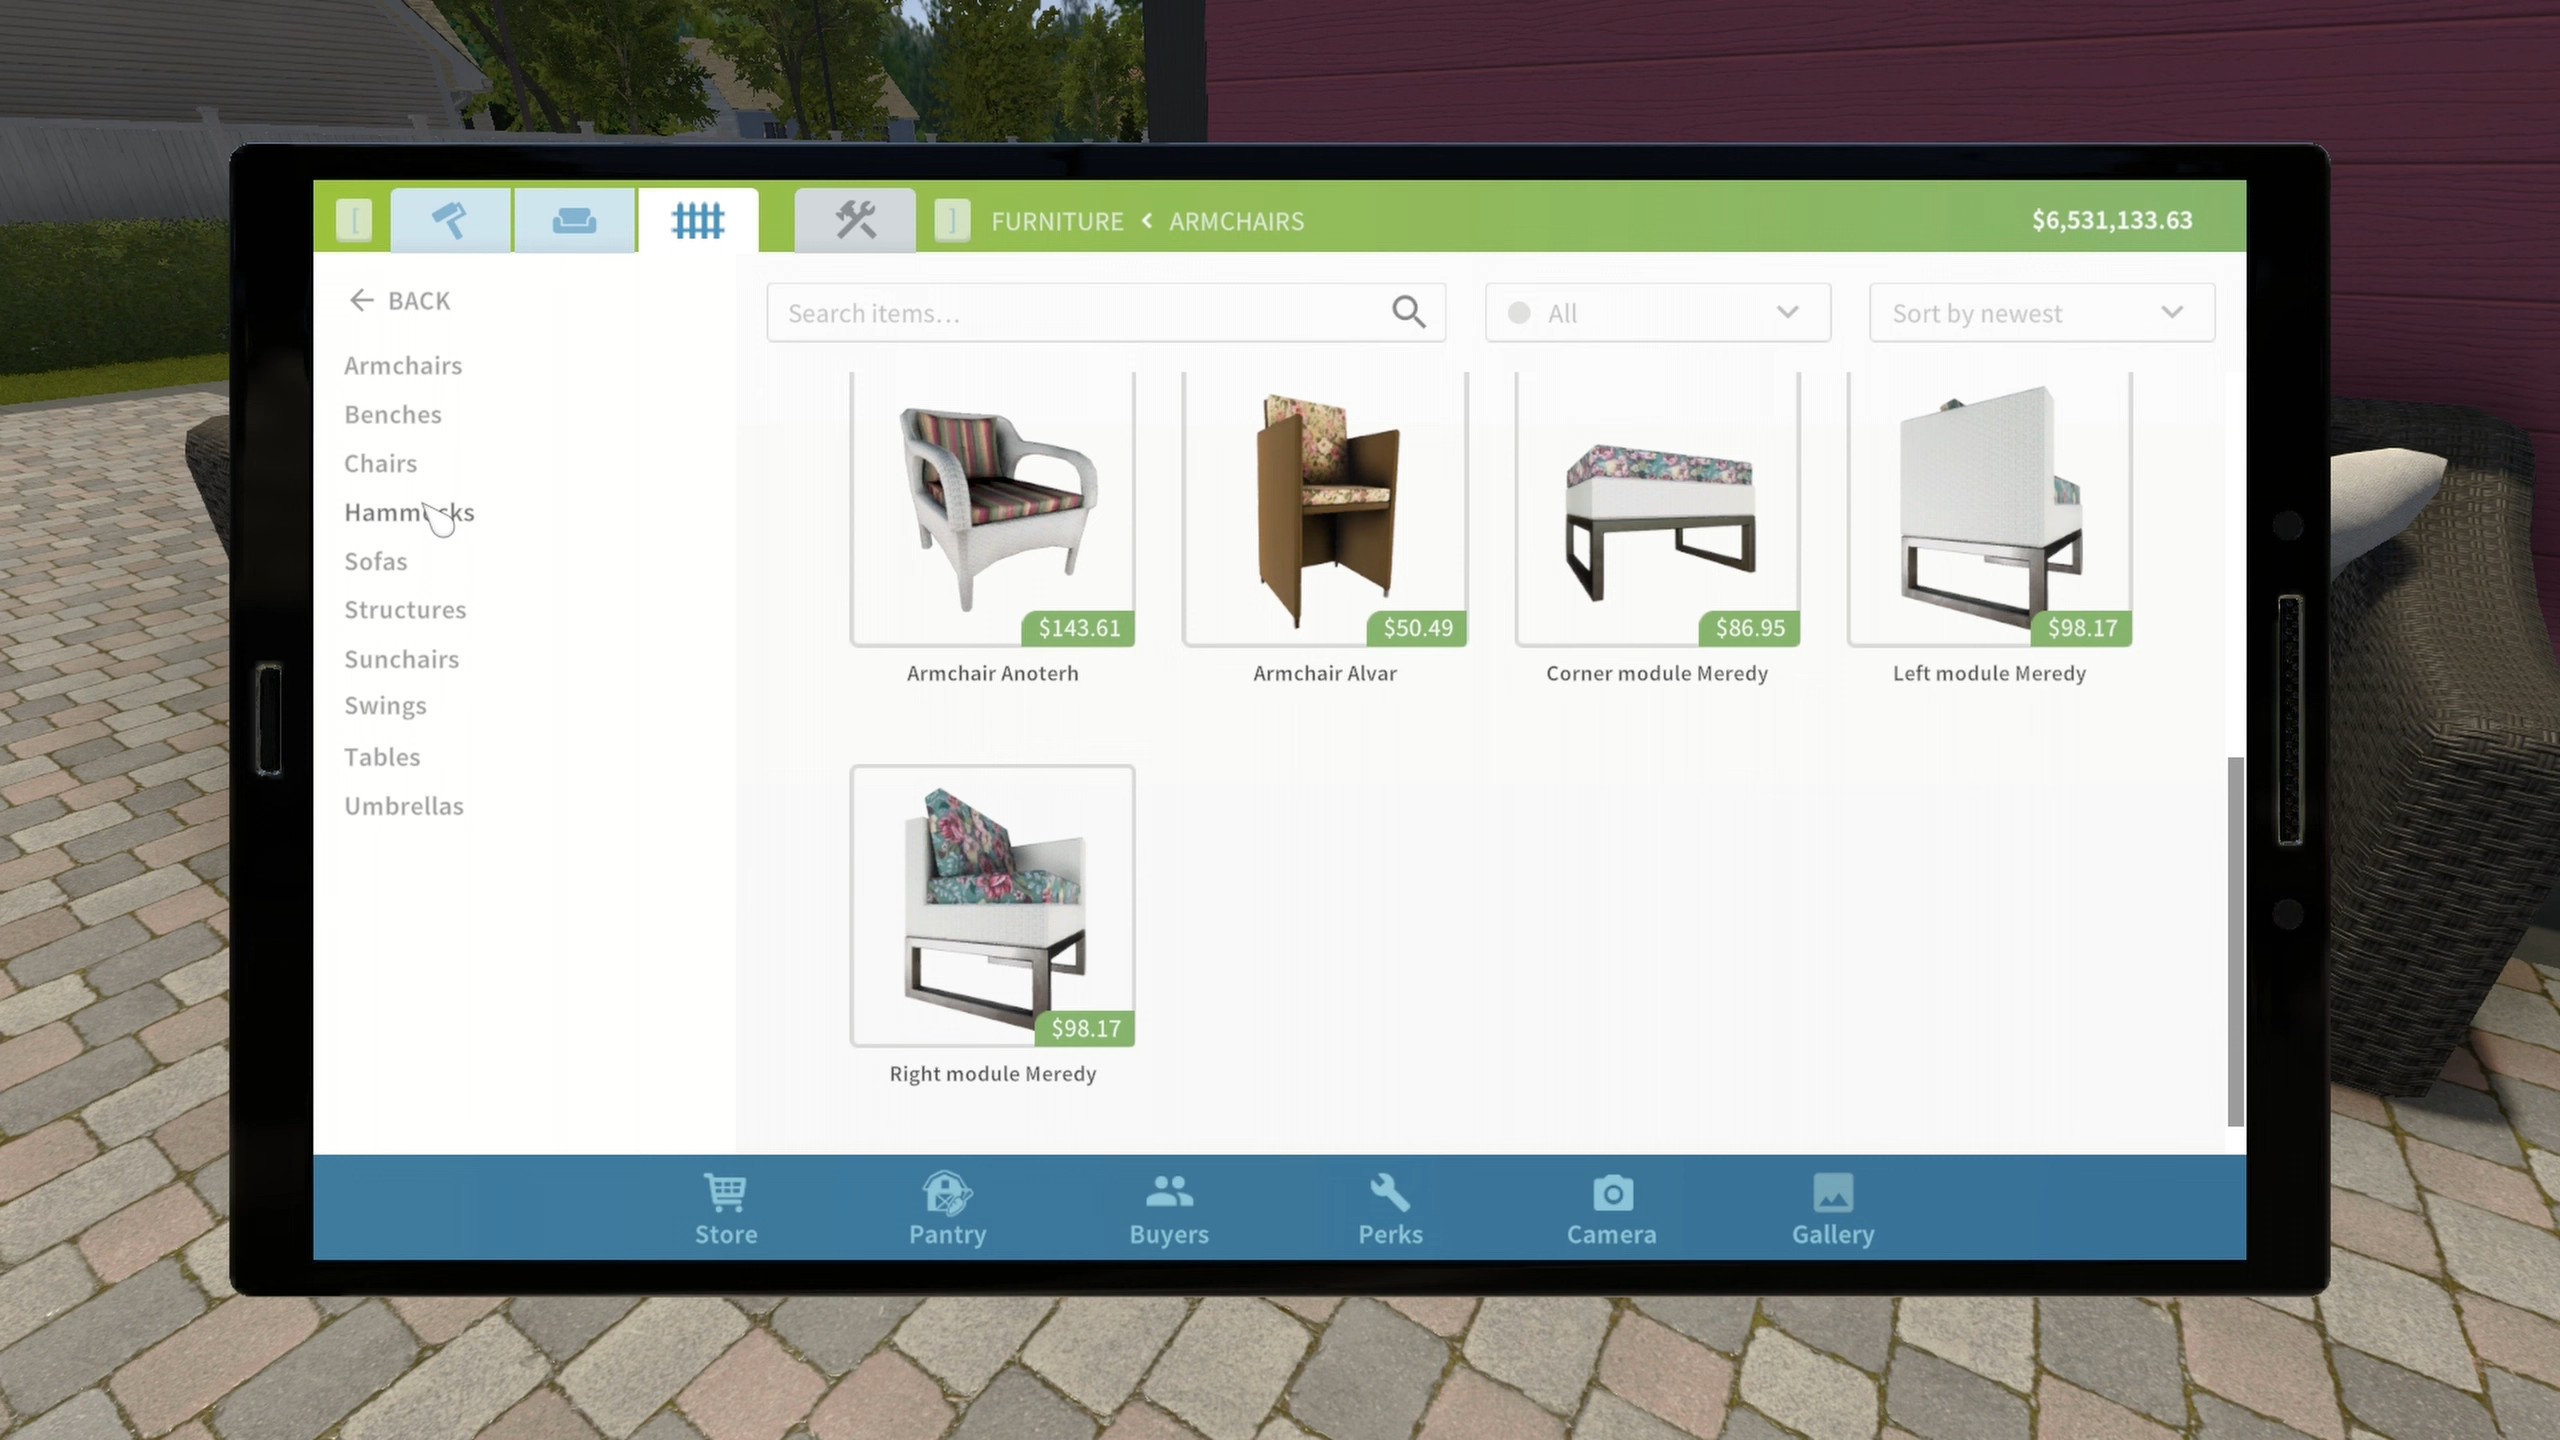 [
]
FURNITURE < ARMCHAIRS
$6,531,133.63
← BACK
Search items...
All
Sort by newest
Armchairs
Benches
Chairs
Hammocks
Sofas
Structures
Sunchairs
Swings
Tables
Umbrellas
$143.61
$50.49
$86.95
$98.17
Armchair Anoterh
Armchair Alvar
Corner module Meredy
Left module Meredy
$98.17
Right module Meredy
Store
Pantry
Buyers
Perks
Camera
Gallery